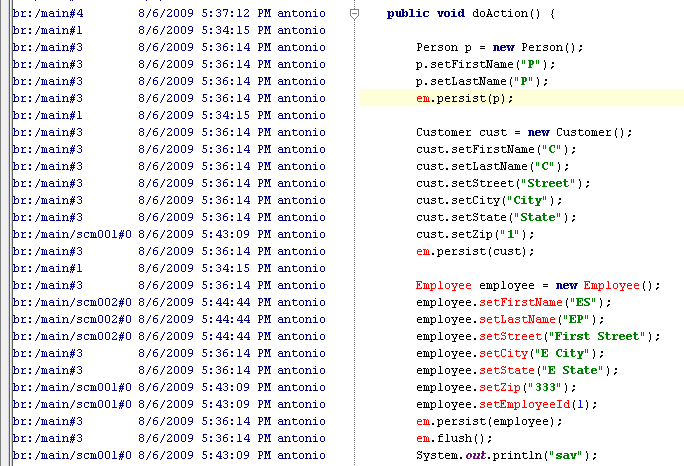 br:/main#4 8/6/2009 5:37:12 PM antonio public void doAction() {
br:/main#1 8/6/2009 5:34:15 PM antonio
br:/main#3 8/6/2009 5:36:14 PM antonio Person p = new Person();
br:/main#3 8/6/2009 5:36:14 PM antonio p.setFirstName("P");
br:/main#3 8/6/2009 5:36:14 PM antonio p.setLastName("P");
br:/main#3 8/6/2009 5:36:14 PM antonio em.persist(p);
br:/main#1 8/6/2009 5:34:15 PM antonio
br:/main#3 8/6/2009 5:36:14 PM antonio Customer cust = new Customer();
br:/main#3 8/6/2009 5:36:14 PM antonio cust.setFirstName("C");
br:/main#3 8/6/2009 5:36:14 PM antonio cust.setLastName("C");
br:/main#3 8/6/2009 5:36:14 PM antonio cust.setStreet("Street");
br:/main#3 8/6/2009 5:36:14 PM antonio cust.setCity("City");
br:/main#3 8/6/2009 5:36:14 PM antonio cust.setState("State");
br:/main/scm001#0 8/6/2009 5:43:09 PM antonio cust.setZip("1");
br:/main#3 8/6/2009 5:36:14 PM antonio em.persist(cust);
br:/main#1 8/6/2009 5:34:15 PM antonio
br:/main#3 8/6/2009 5:36:14 PM antonio Employee employee = new Employee();
br:/main/scm002#0 8/6/2009 5:44:44 PM antonio employee.setFirstName("ES");
br:/main/scm002#0 8/6/2009 5:44:44 PM antonio employee.setLastName("EP");
br:/main/scm002#0 8/6/2009 5:44:44 PM antonio employee.setStreet("First Street");
br:/main#3 8/6/2009 5:36:14 PM antonio employee.setCity("E City");
br:/main#3 8/6/2009 5:36:14 PM antonio employee.setState("E State");
br:/main/scm001#0 8/6/2009 5:43:09 PM antonio employee.setZip("333");
br:/main/scm001#0 8/6/2009 5:43:09 PM antonio employee.setEmployeeId(1);
br:/main#3 8/6/2009 5:36:14 PM antonio em.persist(employee);
br:/main#3 8/6/2009 5:36:14 PM antonio em.flush();
br:/main/scm001#0 8/6/2009 5:43:09 PM antonio System.out.println("sav");